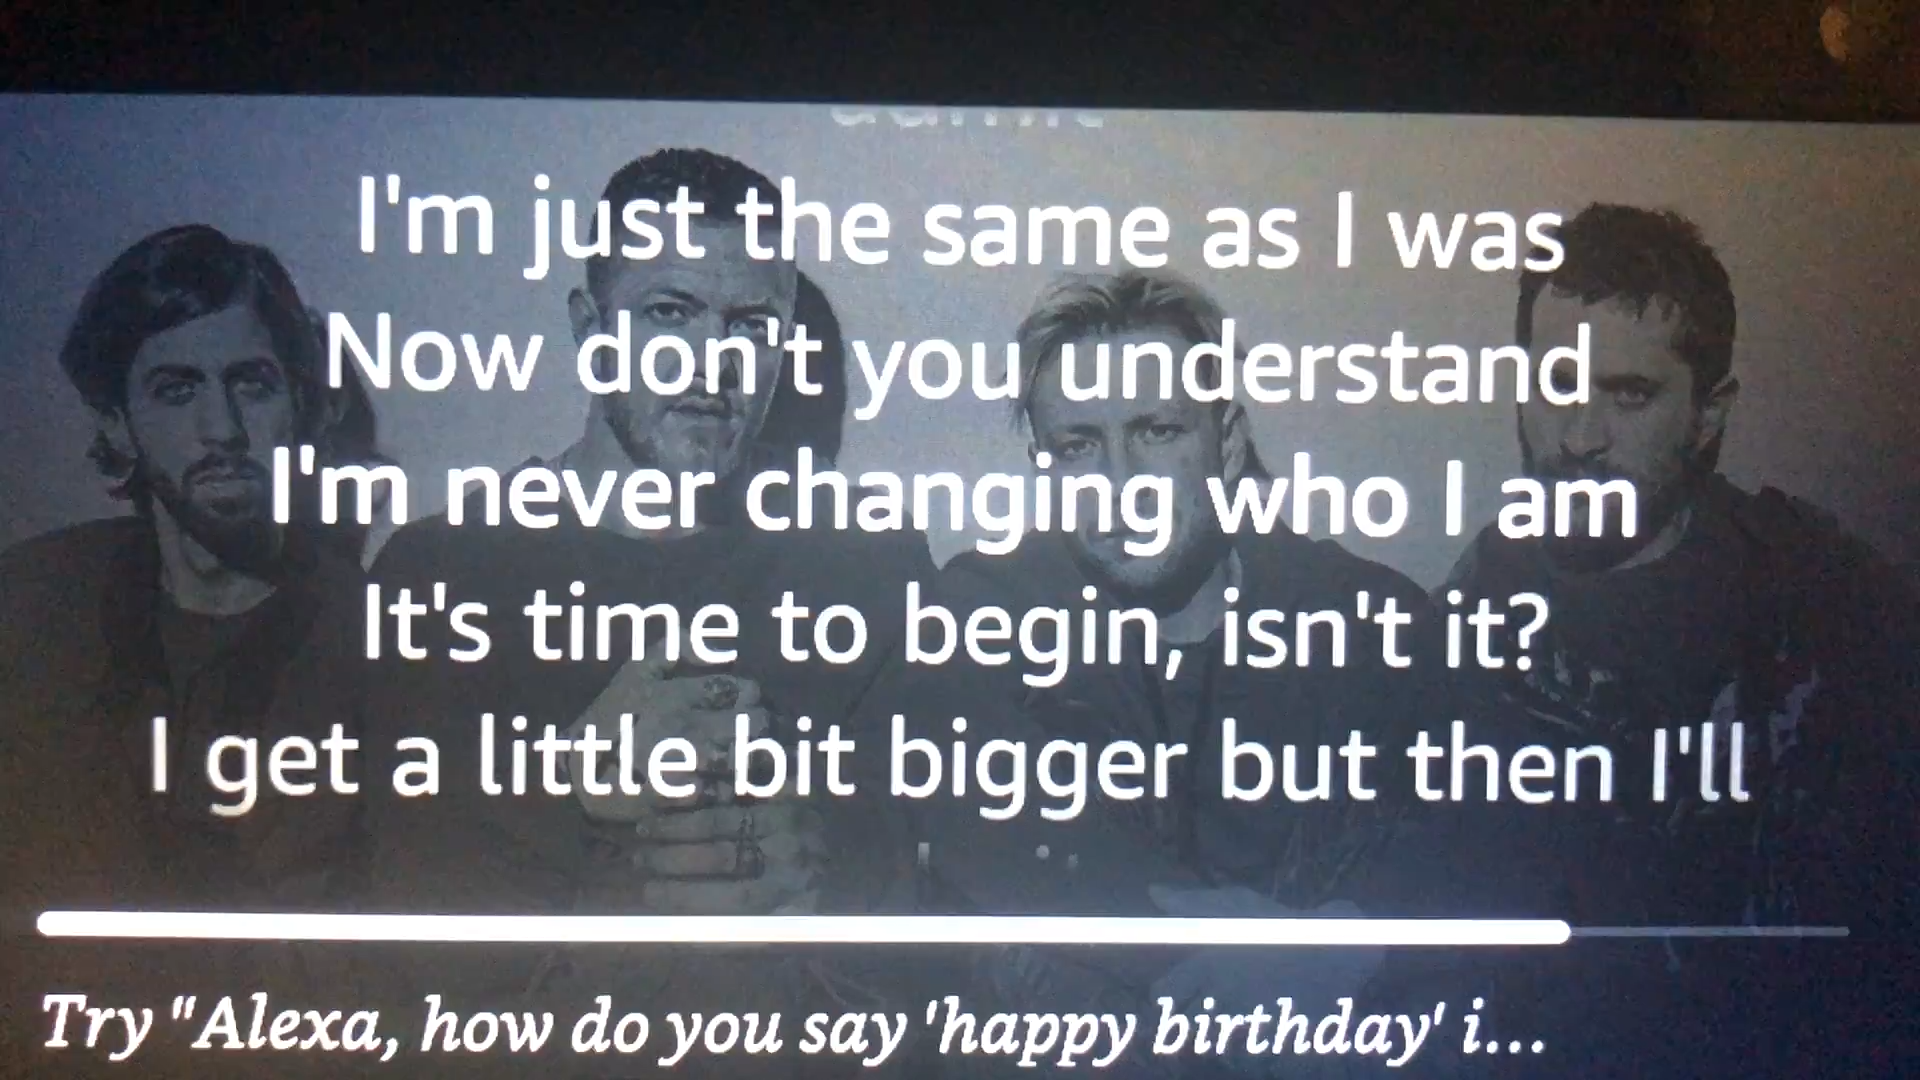 I'm just the same as I was
Now don't you understand
I'm never changing who I am
It's time to begin, isn't it?
I get a little bit bigger but then I'll
Try "Alexa, how do you say 'happy birthday' i...